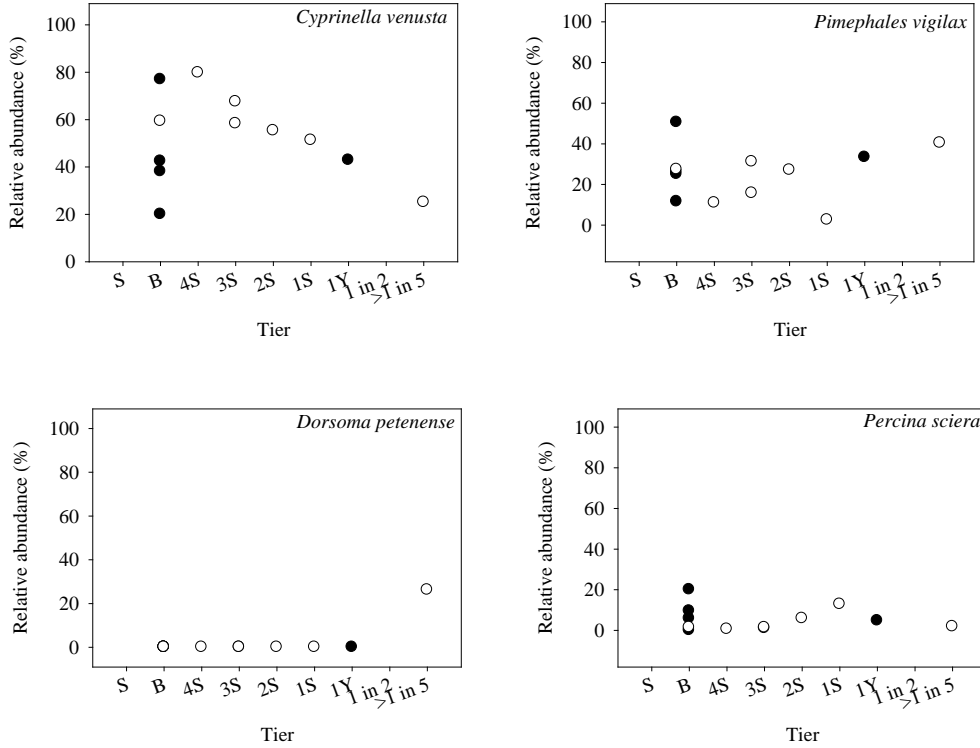 Cyprinella venusta
Relative abundance (%)
100
80
60
40
20
0
S B 4S 3S 2S 1S 1Y 1 in 2 >1 in 5
Tier
Pimephales vigilax
Relative abundance (%)
100
80
60
40
20
0
S B 4S 3S 2S 1S 1Y 1 in 2 >1 in 5
Tier
Dorsoma petenense
Relative abundance (%)
100
80
60
40
20
0
S B 4S 3S 2S 1S 1Y 1 in 2 >1 in 5
Tier
Percina sciera
Relative abundance (%)
100
80
60
40
20
0
S B 4S 3S 2S 1S 1Y 1 in 2 >1 in 5
Tier